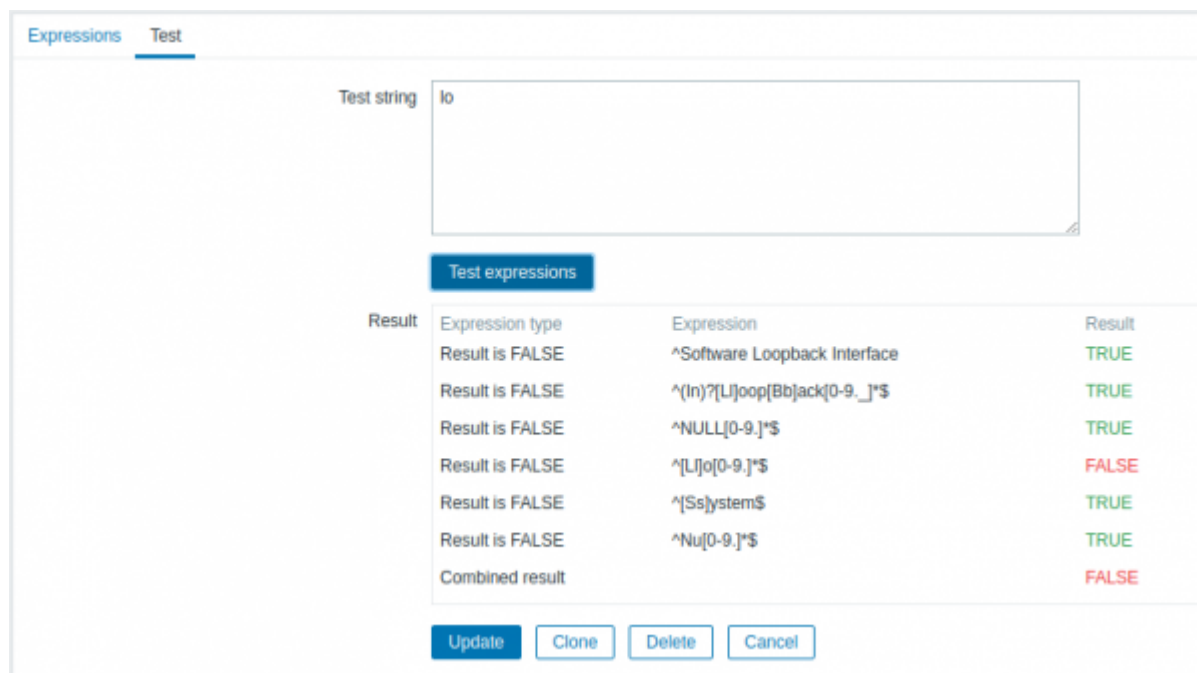 Expressions Test
Test string lo
Test expressions
Result Expression type Expression Result
Result is FALSE ^Software Loopback Interface TRUE
Result is FALSE ^(In)?[Ll]oop[Bb]ack[0-9._]*$ TRUE
Result is FALSE ^NULL[0-9.]*$ TRUE
Result is FALSE ^[Ll]o[0-9.]*$ FALSE
Result is FALSE ^[Ss]ystem$ TRUE
Result is FALSE ^Nu[0-9.]*$ TRUE
Combined result FALSE
Update Clone Delete Cancel